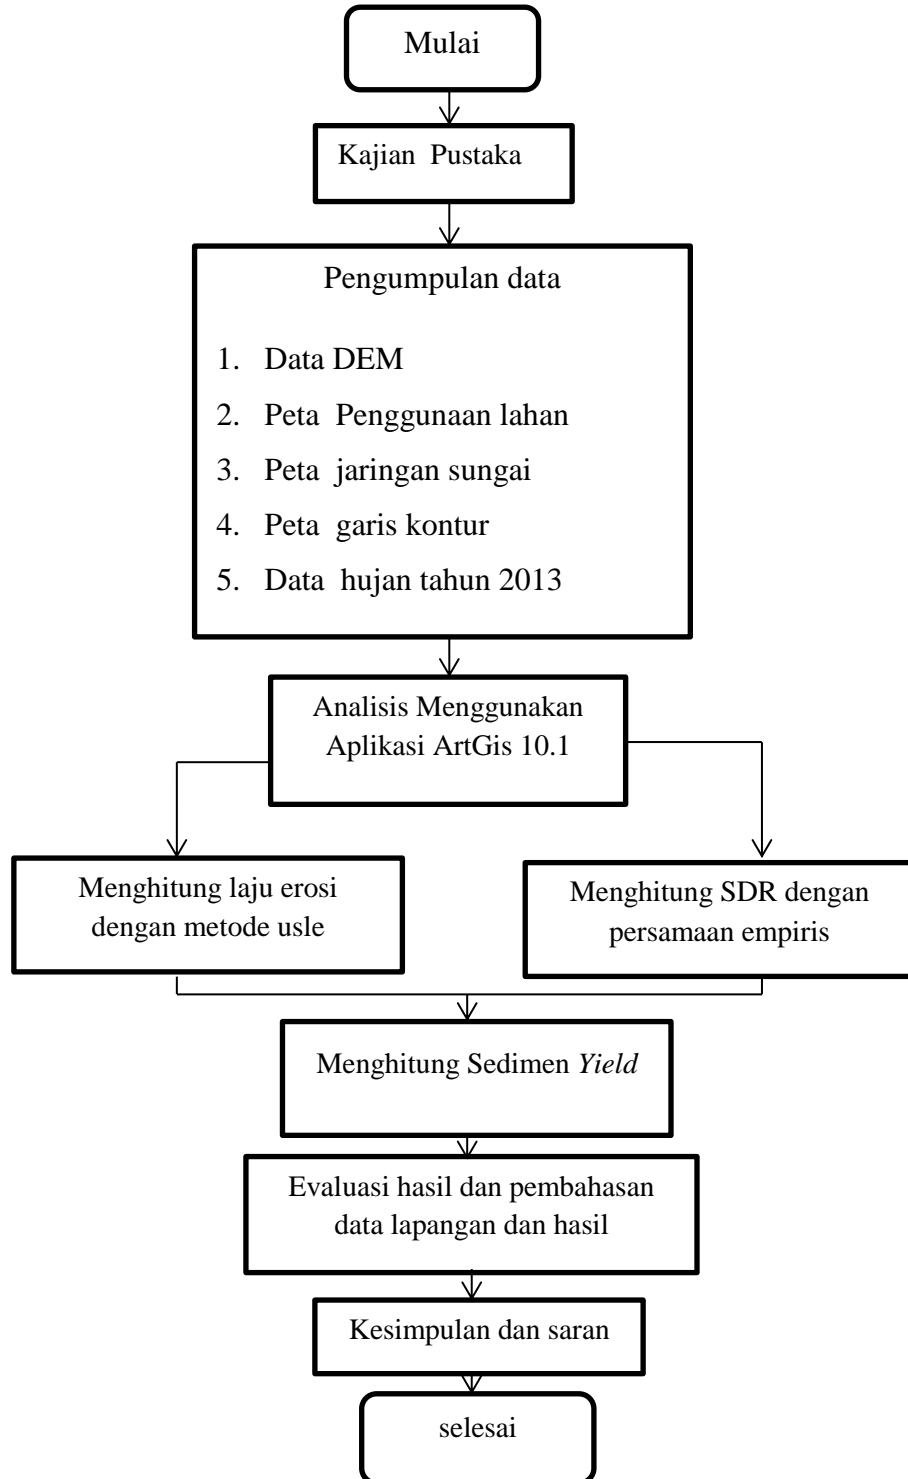 Mulai
Kajian Pustaka
Pengumpulan data
1. Data DEM
2. Peta Penggunaan lahan
3. Peta jaringan sungai
4. Peta garis kontur
5. Data hujan tahun 2013
Analisis Menggunakan
Aplikasi ArtGis 10.1
Menghitung laju erosi
dengan metode usle
Menghitung SDR dengan
persamaan empiris
Menghitung Sedimen Yield
Evaluasi hasil dan pembahasan
data lapangan dan hasil
Kesimpulan dan saran
selesai